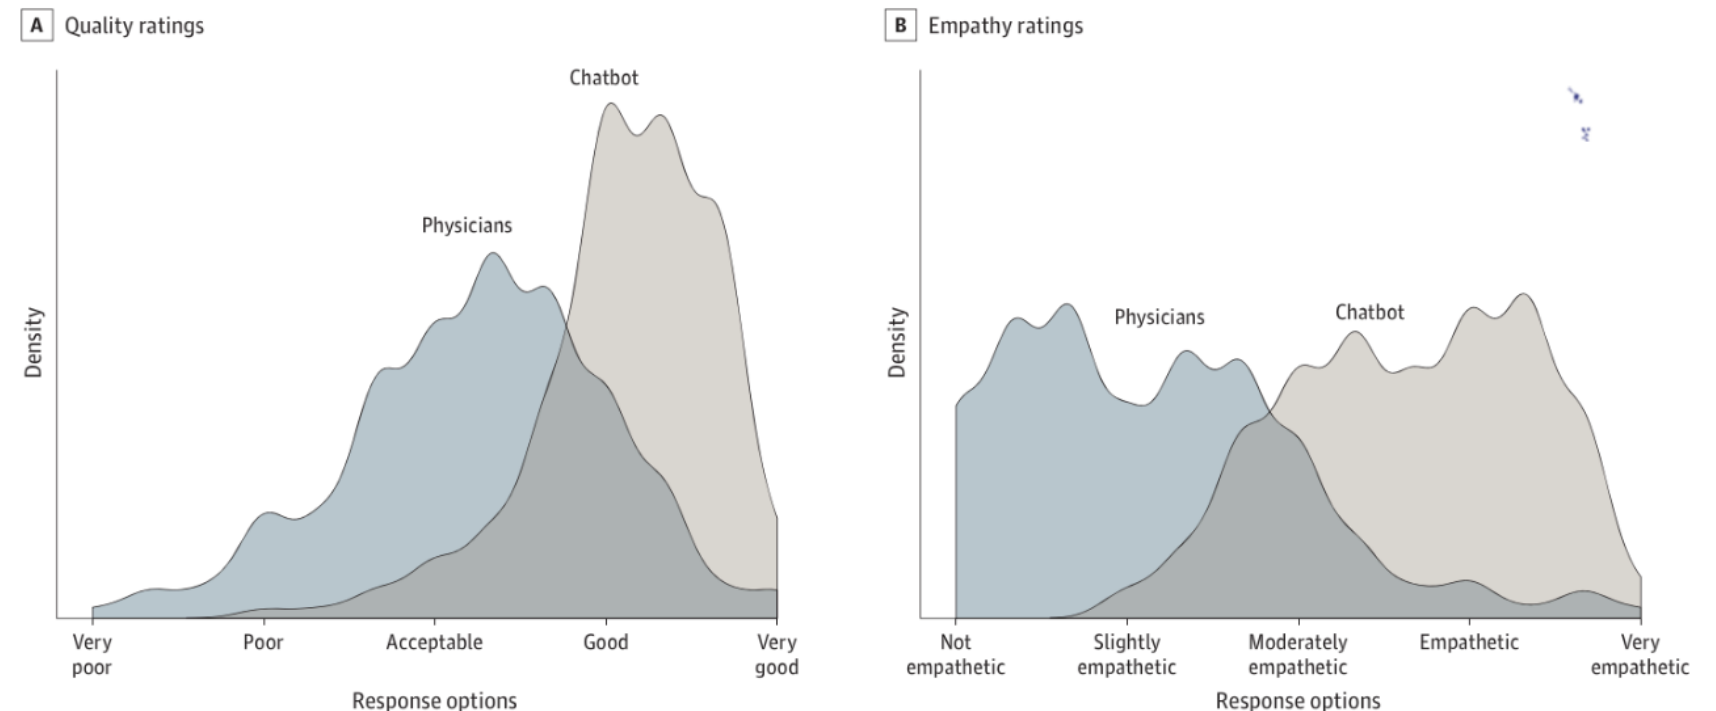 A Quality ratings
Chatbot
Physicians
Density
Very
poor
Poor
Acceptable
Good
Very
good
Response options
B Empathy ratings
Physicians
Chatbot
Density
Not
empathetic
Slightly
empathetic
Moderately
empathetic
Empathetic
Very
empathetic
Response options